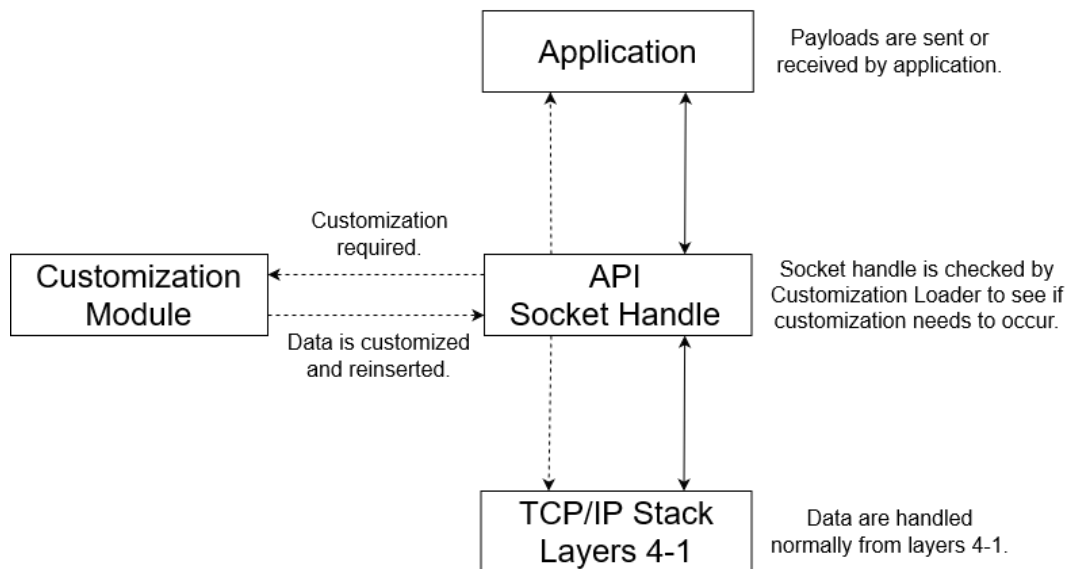 Application
Payloads are sent or
received by application.
Customization
required.
Customization
Module
API
Socket Handle
Socket handle is checked by
Customization Loader to see if
customization needs to occur.
Data is customized
and reinserted.
TCP/IP Stack
Layers 4-1
Data are handled
normally from layers 4-1.